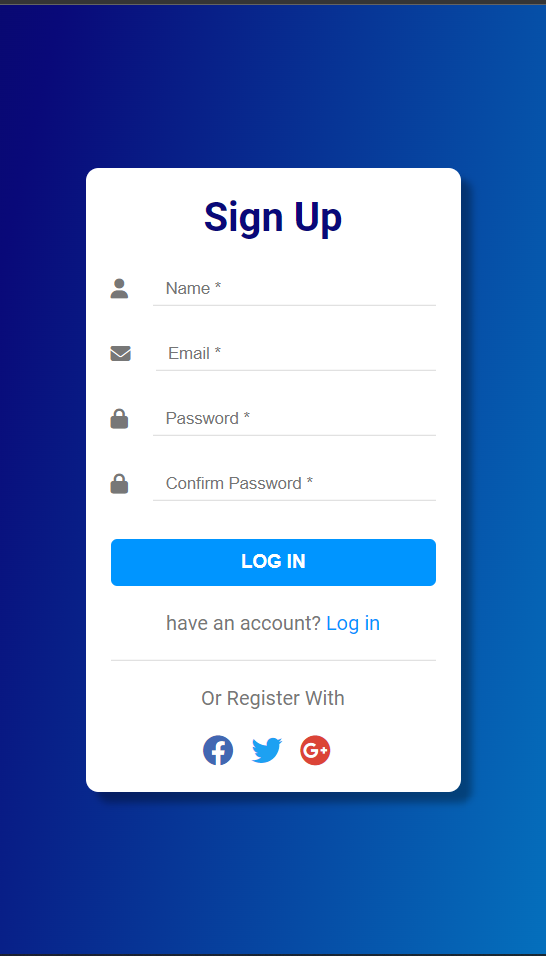 Sign Up
Name *
Email *
Password *
Confirm Password *
LOG IN
have an account? Log in
Or Register With
G+